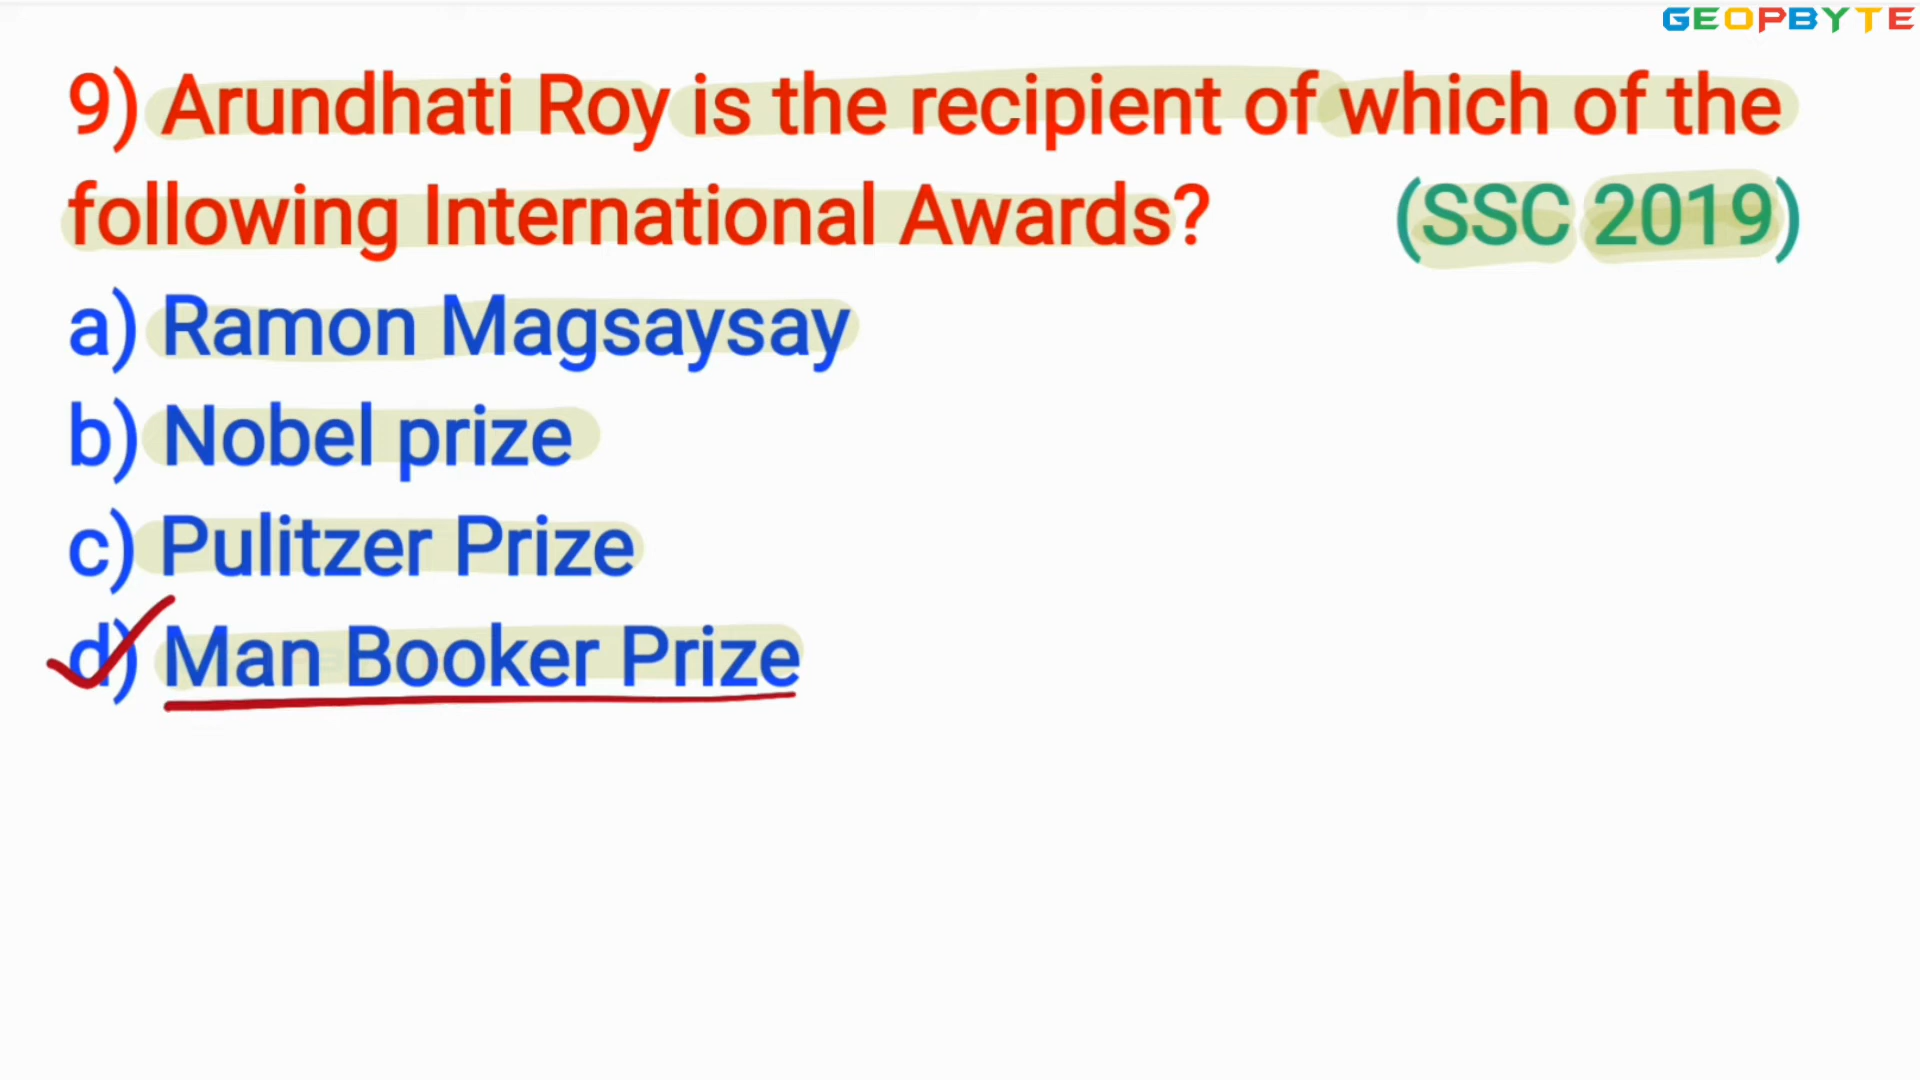 GEOPBYTE
9) Arundhati Roy is the recipient of which of the
following International Awards? (SSC 2019)
a) Ramon Magsaysay
b) Nobel prize
c) Pulitzer Prize
d) Man Booker Prize